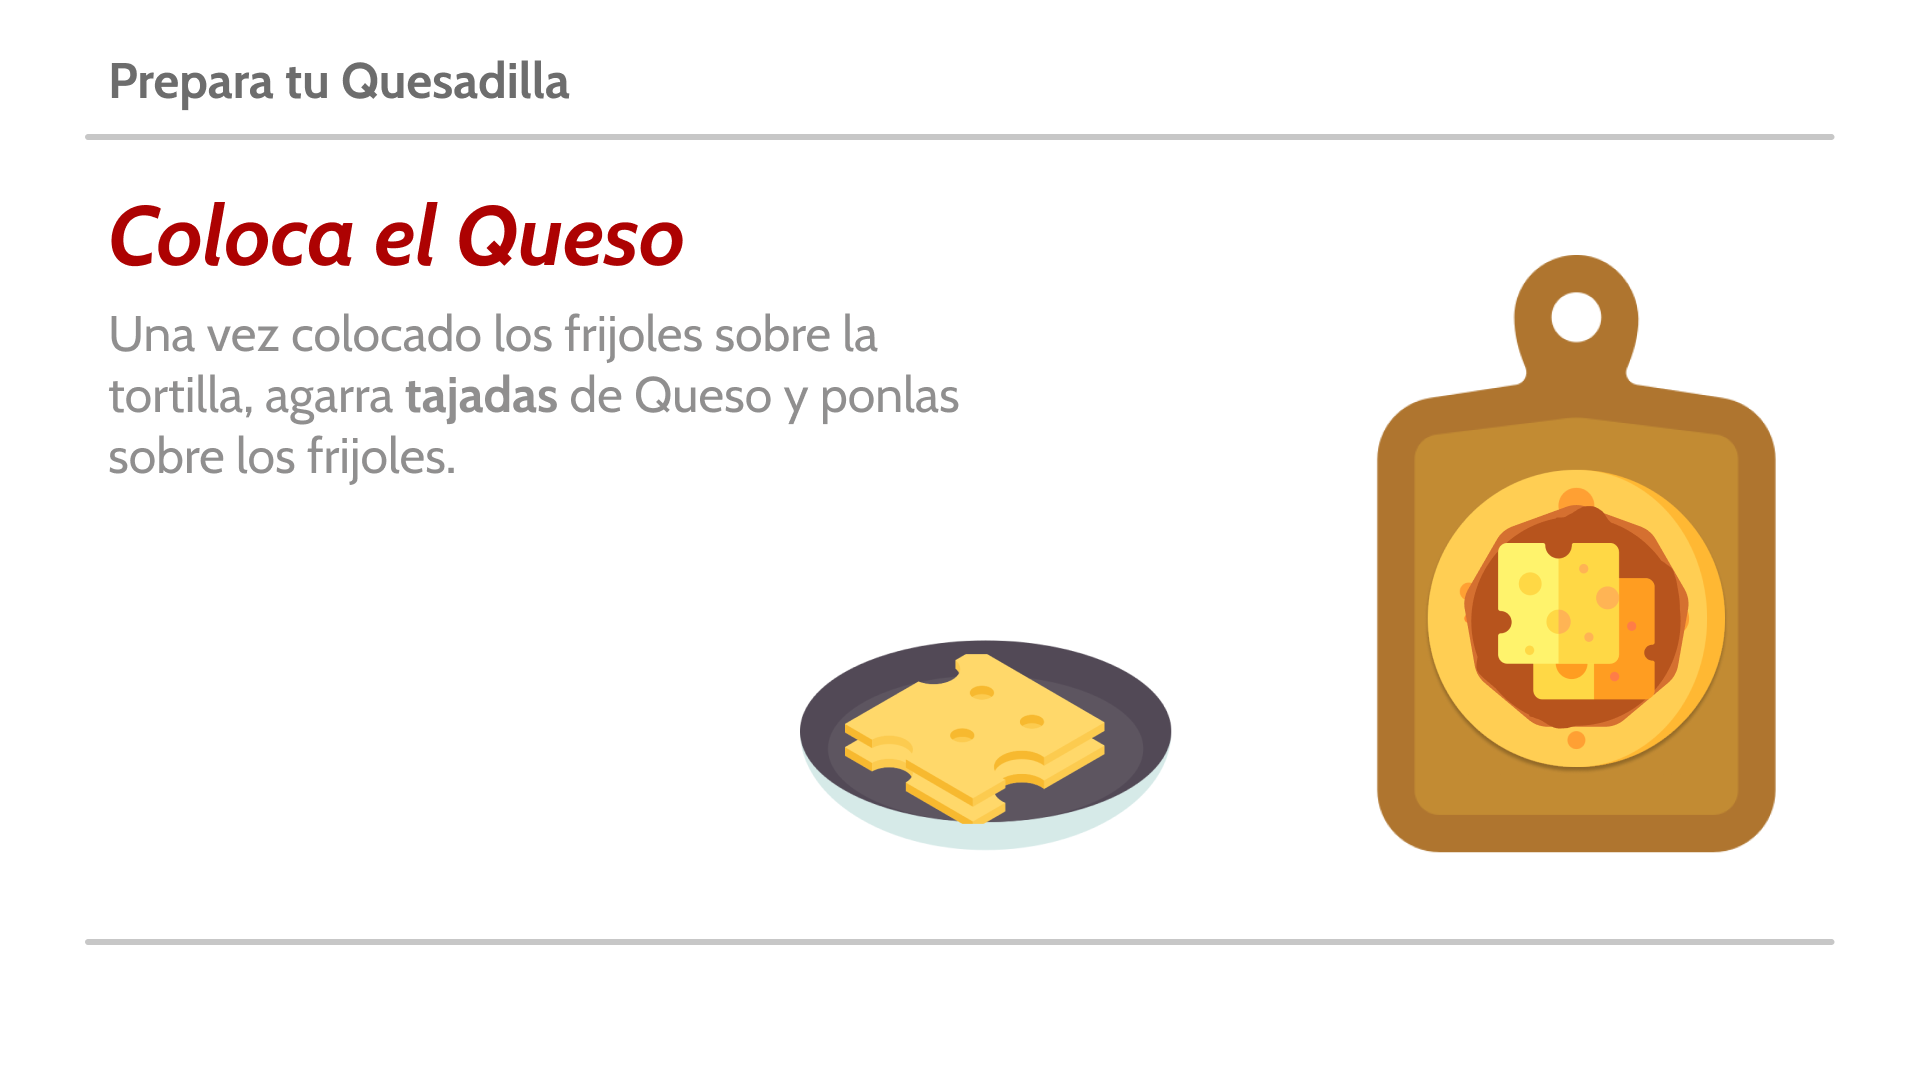 Prepara tu Quesadilla
Coloca el Queso
Una vez colocado los frijoles sobre la
tortilla, agarra tajadas de Queso y ponlas
sobre los frijoles.